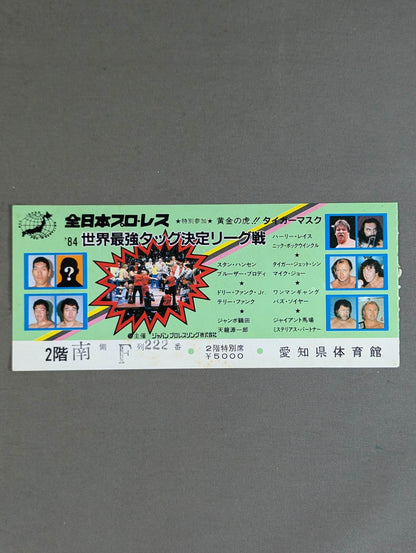 全日本プロ・レス ★特別参加★ 黄金の虎!! タイガーマスク
'84 世界最強タッグ決定リーグ戦
ハーリー・レイス
ニック・ボックウインクル
★
スタン・ハンセン
ブルーザー・ブロディ
★
ドリー・ファンク・Jr.
テリー・ファンク
★
ジャンボ鶴田
天龍源一郎
タイガー・ジェット・シン
マイク・ショー
★
ワンマンギャング
バズ・ソイヤー
★
ジャイアント馬場
ミステリアス・パートナー
?
●主催 ジャパンプロレスリング株式会社
2階 南 側 F 列 222 番
2階特別席
¥5000
愛知県体育館